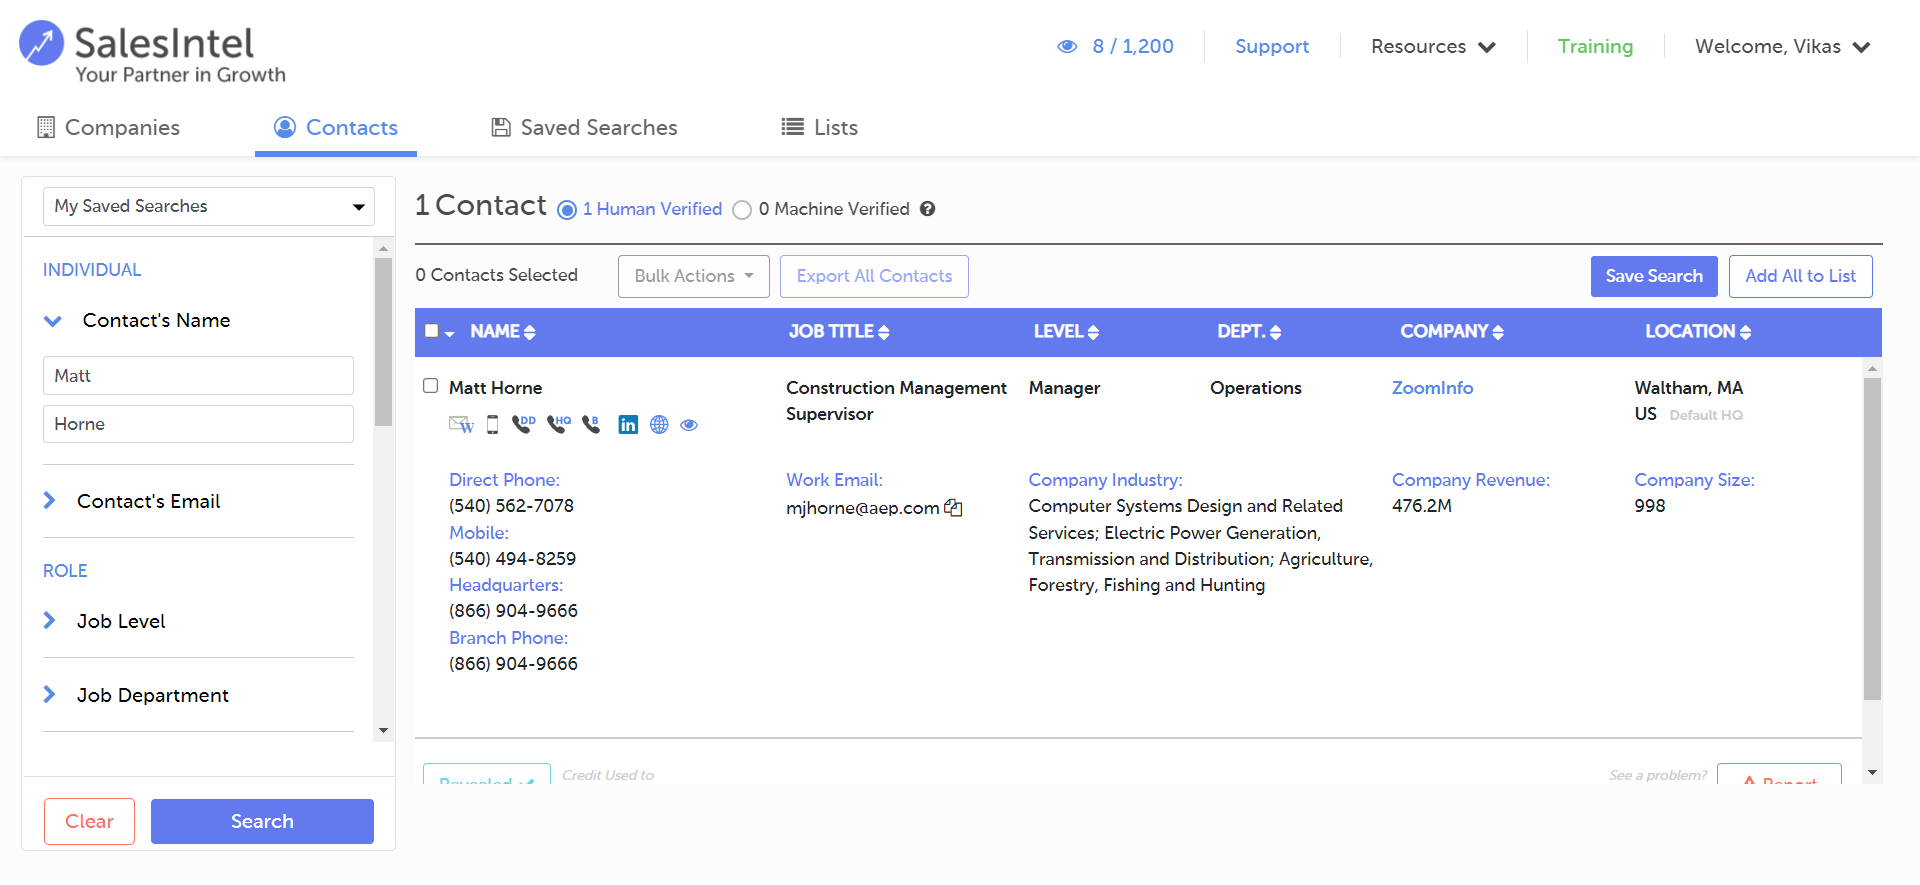 SalesIntel
Your Partner in Growth
8 / 1,200
Support
Resources
Training
Welcome, Vikas
Companies
Contacts
Saved Searches
Lists
My Saved Searches
INDIVIDUAL
Contact's Name
Matt
Horne
Contact's Email
ROLE
Job Level
Job Department
Clear
Search
1 Contact
1 Human Verified
0 Machine Verified
0 Contacts Selected
Bulk Actions
Export All Contacts
Save Search
Add All to List
NAME JOB TITLE LEVEL DEPT. COMPANY LOCATION
Matt Horne
W DD HQ B in
Construction Management
Supervisor
Manager
Operations
ZoomInfo
Waltham, MA
US Default HQ
Direct Phone:
(540) 562-7078
Mobile:
(540) 494-8259
Headquarters:
(866) 904-9666
Branch Phone:
(866) 904-9666
Work Email:
mjhorne@aep.com
Company Industry:
Computer Systems Design and Related
Services; Electric Power Generation,
Transmission and Distribution; Agriculture,
Forestry, Fishing and Hunting
Company Revenue:
476.2M
Company Size:
998
Revealed
Credit Used to
See a problem?
Report